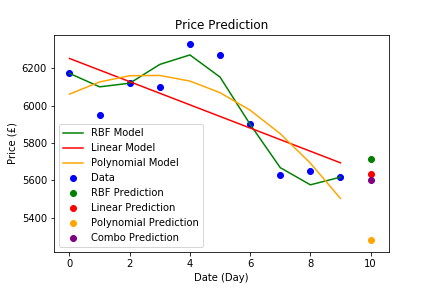 Price Prediction
Price (£)
6200
6000
5800
5600
5400
RBF Model
Linear Model
Polynomial Model
Data
RBF Prediction
Linear Prediction
Polynomial Prediction
Combo Prediction
0 2 4 6 8 10
Date (Day)